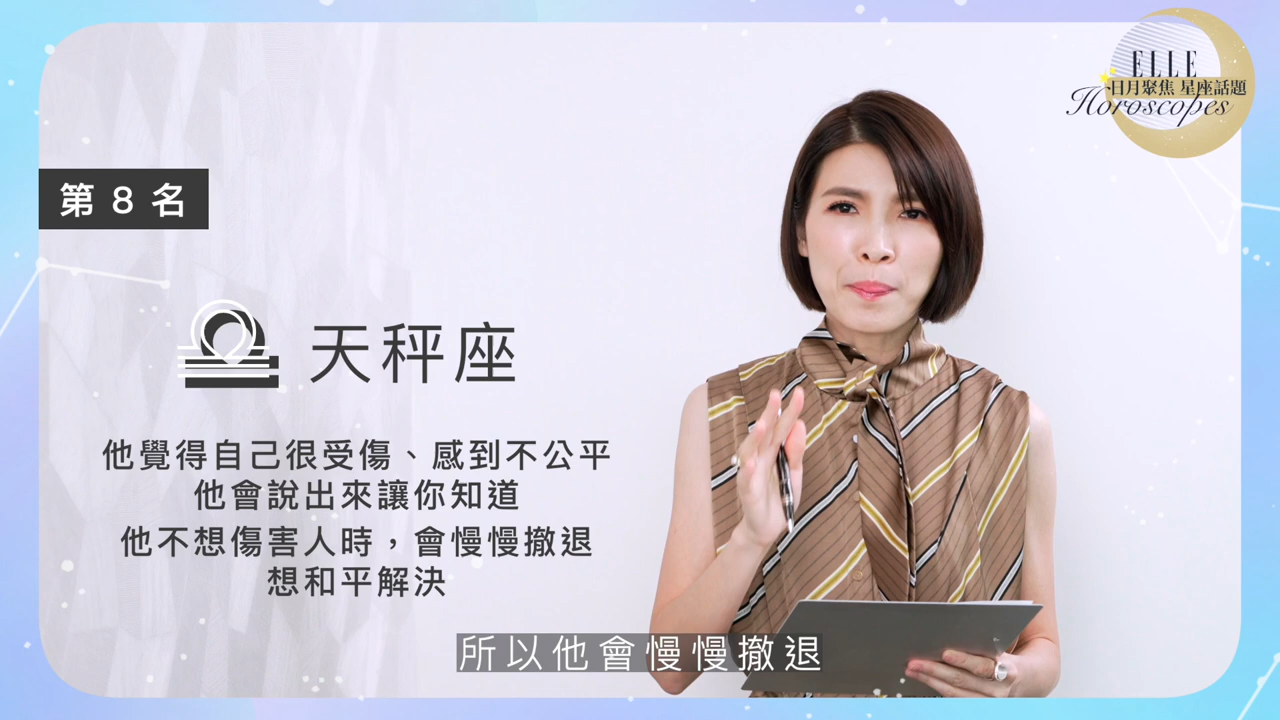 ELLE
日月聚焦 星座話題
Horoscopes
第8名
天秤座
他覺得自己很受傷、感到不公平
他會說出來讓你知道
他不想傷害人時，會慢慢撤退
想和平解決
所以他會慢慢撤退